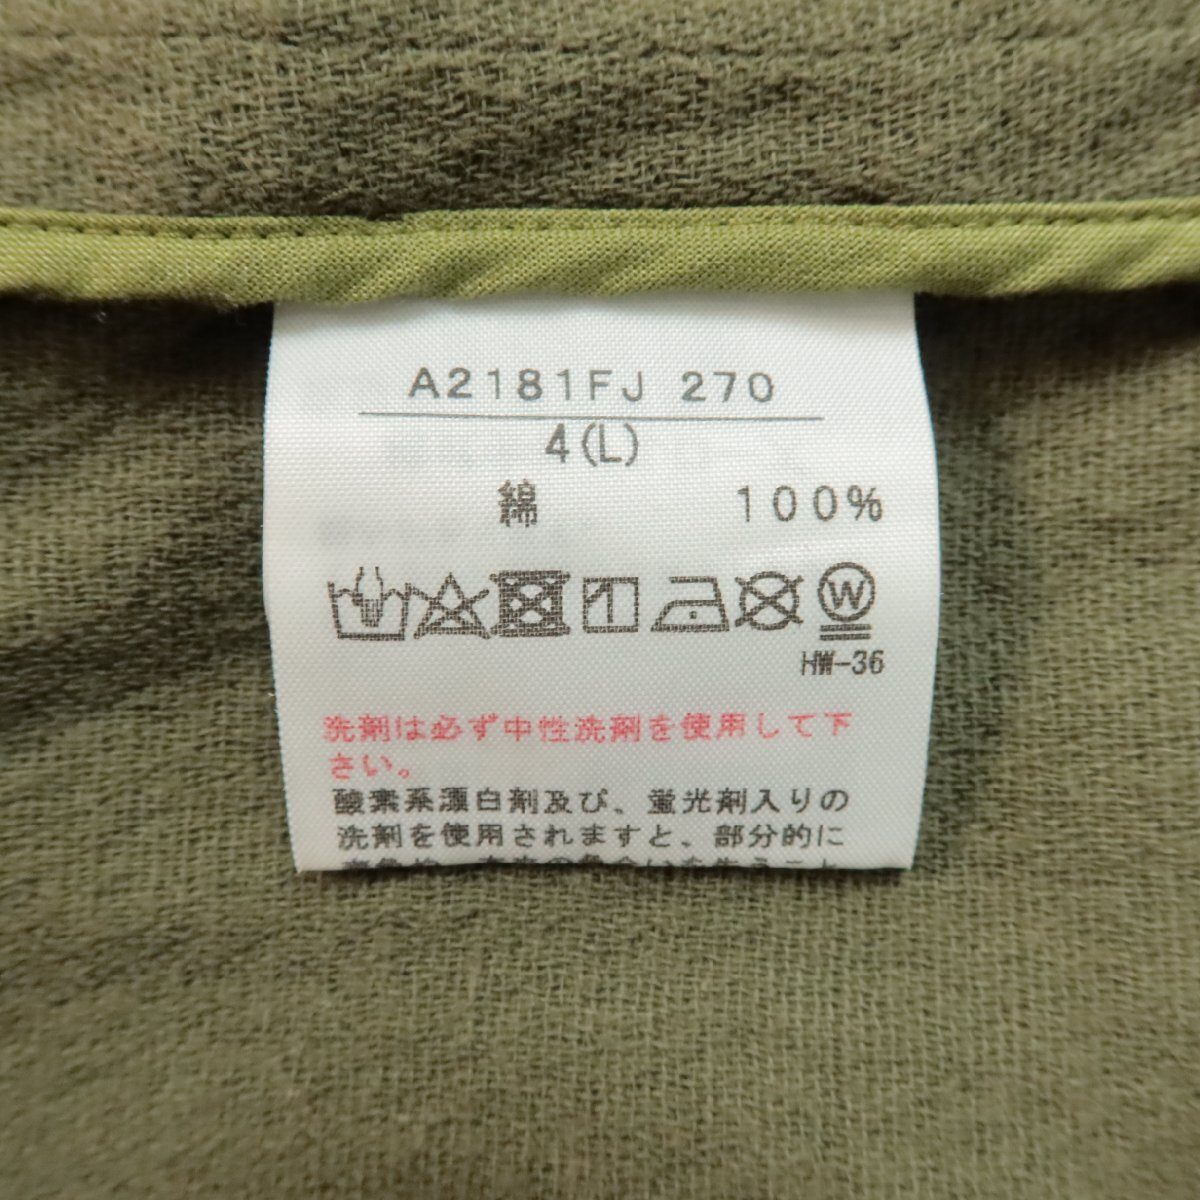 A2181FJ 270
4(L)
綿 100%
W
HW-36
洗剤は必ず中性洗剤を使用して下
さい。
酸素系漂白剤及び、蛍光剤入りの
洗剤を使用されますと、部分的に